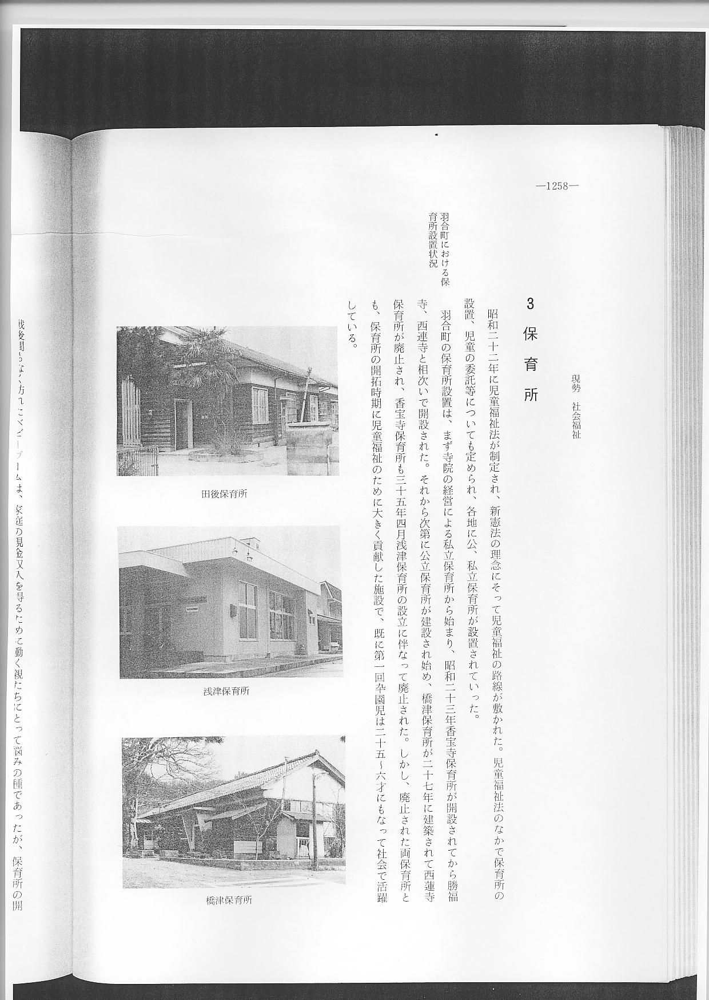 ―1258―
現勢 社会福祉
3 保育所
昭和二十二年に児童福祉法が制定され、新憲法の理念にそって児童福祉の路線が敷かれた。児童福祉法のなかで保育所の
設置、児童の委託等についても定められ、各地に公、私立保育所が設置されていった。
羽合町における保
育所設置状況
羽合町の保育所設置は、まず寺院の経営による私立保育所から始まり、昭和二十三年香宝寺保育所が開設されてから勝福
寺、西連寺と相次いで開設された。それから次第に公立保育所が建設され始め、橋津保育所が二十七年に建築されて西蓮寺
保育所が廃止され、香宝寺保育所も三十五年四月浅津保育所の設立に伴なって廃止された。しかし、廃止された両保育所と
も、保育所の開拓時期に児童福祉のために大きく貢献した施設で、既に第一回卒園児は二十五～六才にもなって社会で活躍
している。
田後保育所
浅津保育所
橋津保育所
戦後間もなく訪れたベビーブームは、家庭の現金収入を得るために働く親たちにとって悩みの種であったが、保育所の開